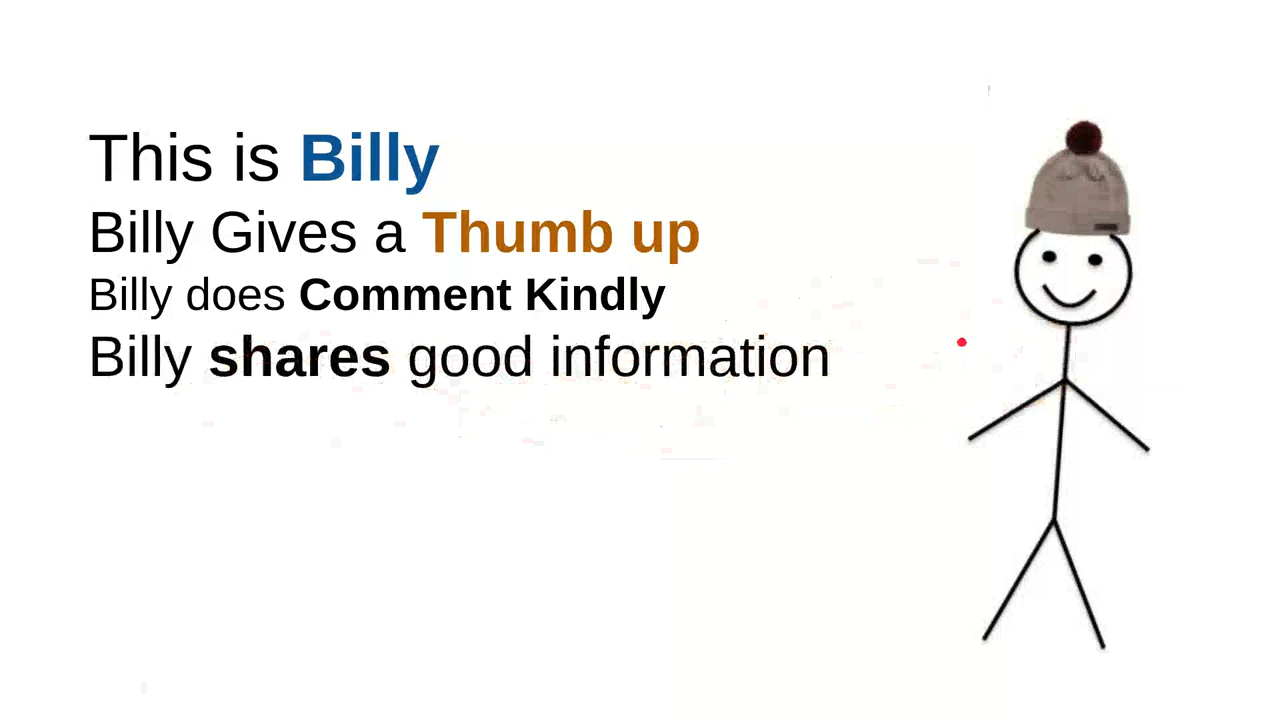 This is Billy
Billy Gives a Thumb up
Billy does Comment Kindly
Billy shares good information